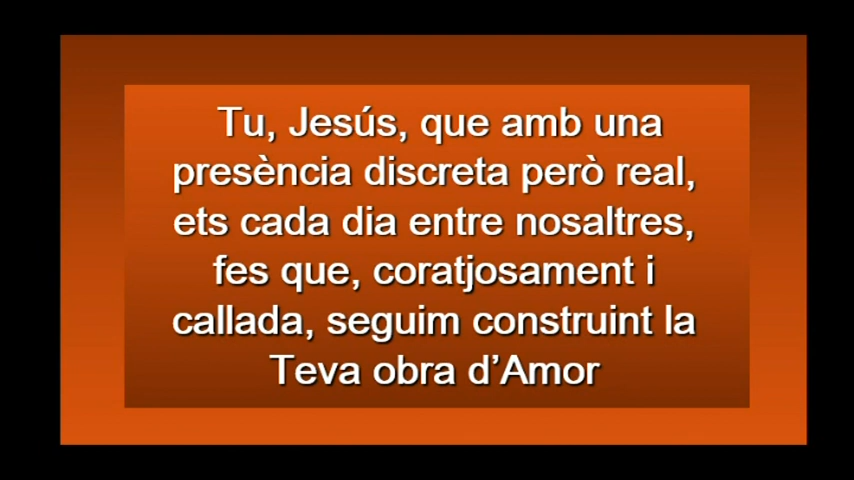 Tu, Jesús, que amb una
presència discreta però real,
ets cada dia entre nosaltres,
fes que, coratjosament i
callada, seguim construint la
Teva obra d’Amor